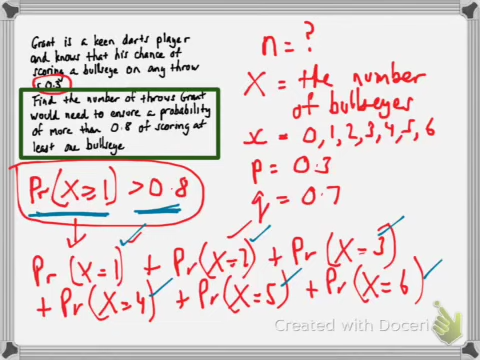 Grant is a keen darts player
and knows that his chance of
scoring a bullseye on any throw
is 0.3
Find the number of throws Grant
would need to ensure a probability
of more than 0.8 of scoring at
least one bullseye
Pr(X≥1) > 0.8
n = ?
X = the number
of bullseyes
x = 0, 1, 2, 3, 4, 5, 6
p = 0.3
q = 0.7
Pr(X=1) + Pr(X=2) + Pr(X=3)
+ Pr(X=4) + Pr(X=5) + Pr(X=6)
Created with Doceri